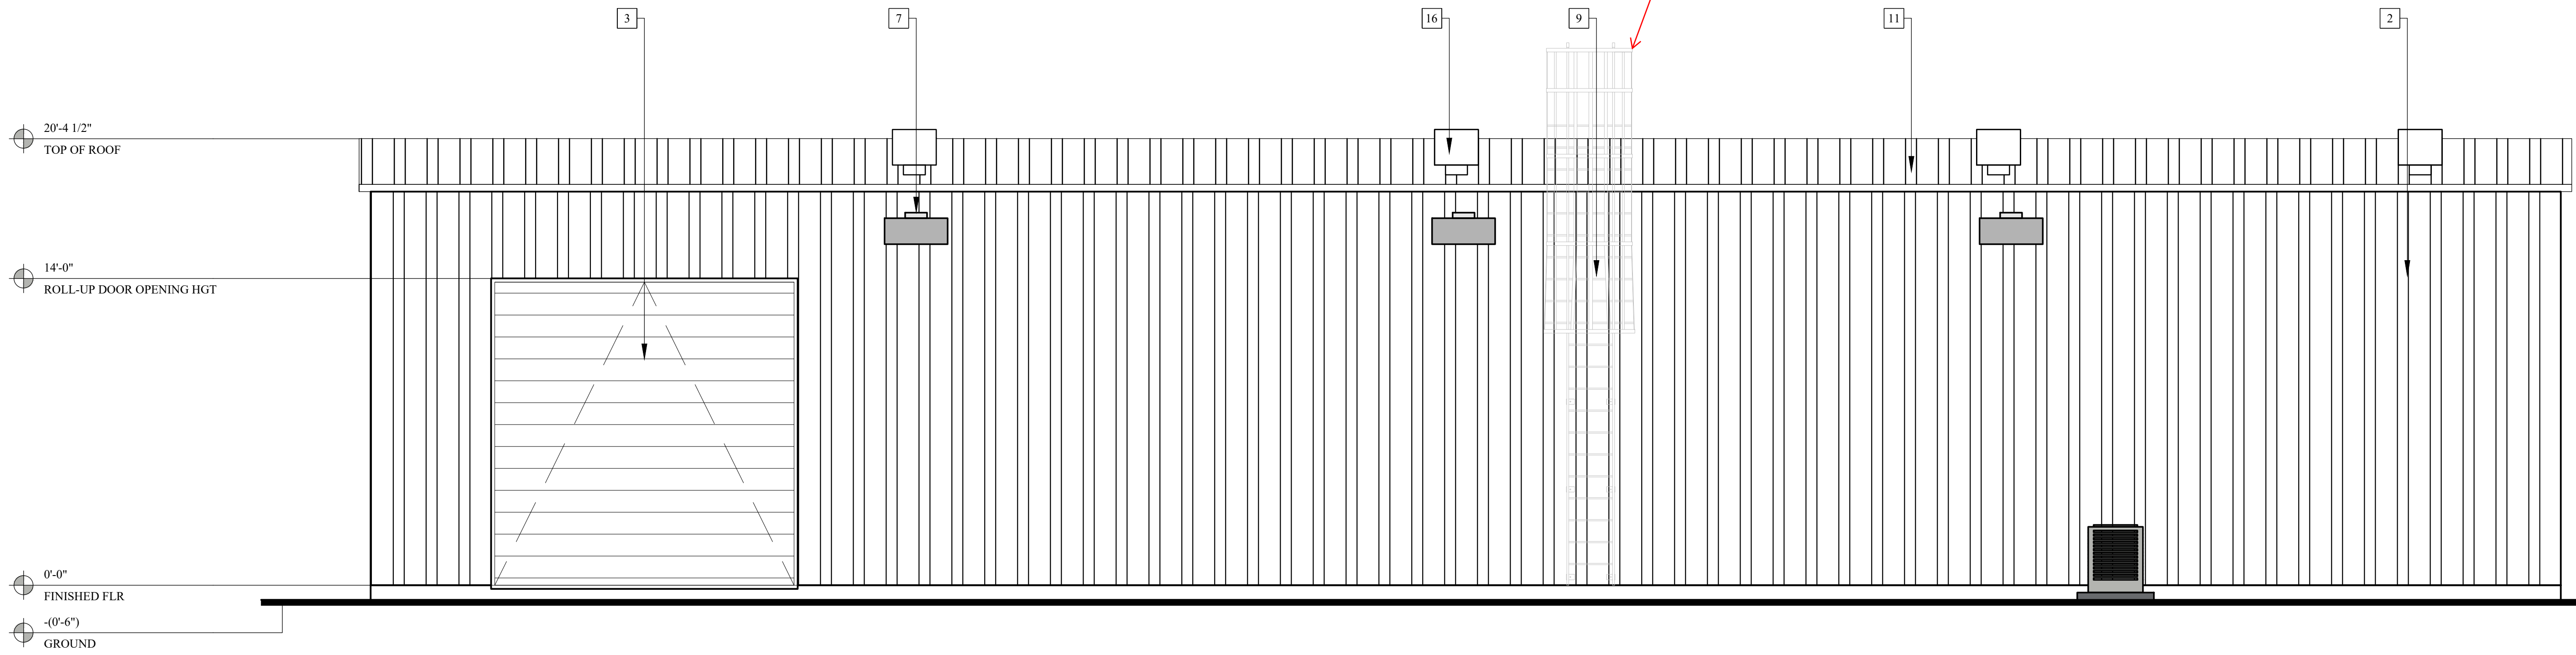 3
7
16
9
11
2
20'-4 1/2"
TOP OF ROOF
14'-0"
ROLL-UP DOOR OPENING HGT
0'-0"
FINISHED FLR
-(0'-6")
GROUND